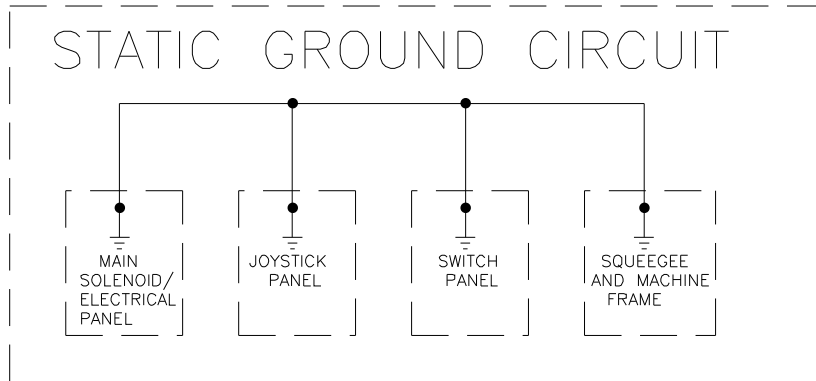 STATIC GROUND CIRCUIT
MAIN
SOLENOID/
ELECTRICAL
PANEL
JOYSTICK
PANEL
SWITCH
PANEL
SQUEEGEE
AND MACHINE
FRAME